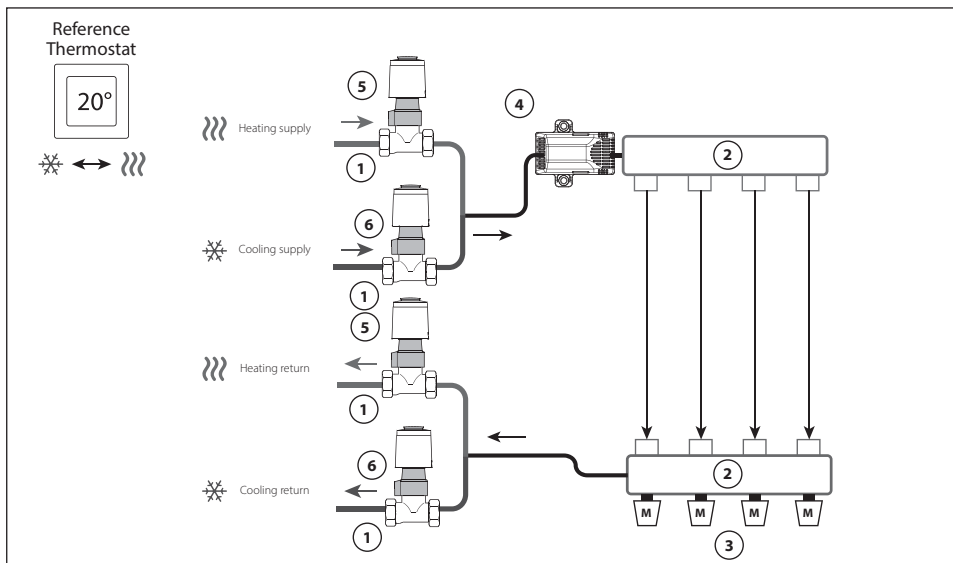 Reference
Thermostat
20°
5
Heating supply
1
4
2
6
Cooling supply
1
5
Heating return
1
6
Cooling return
1
2
M M M M
3